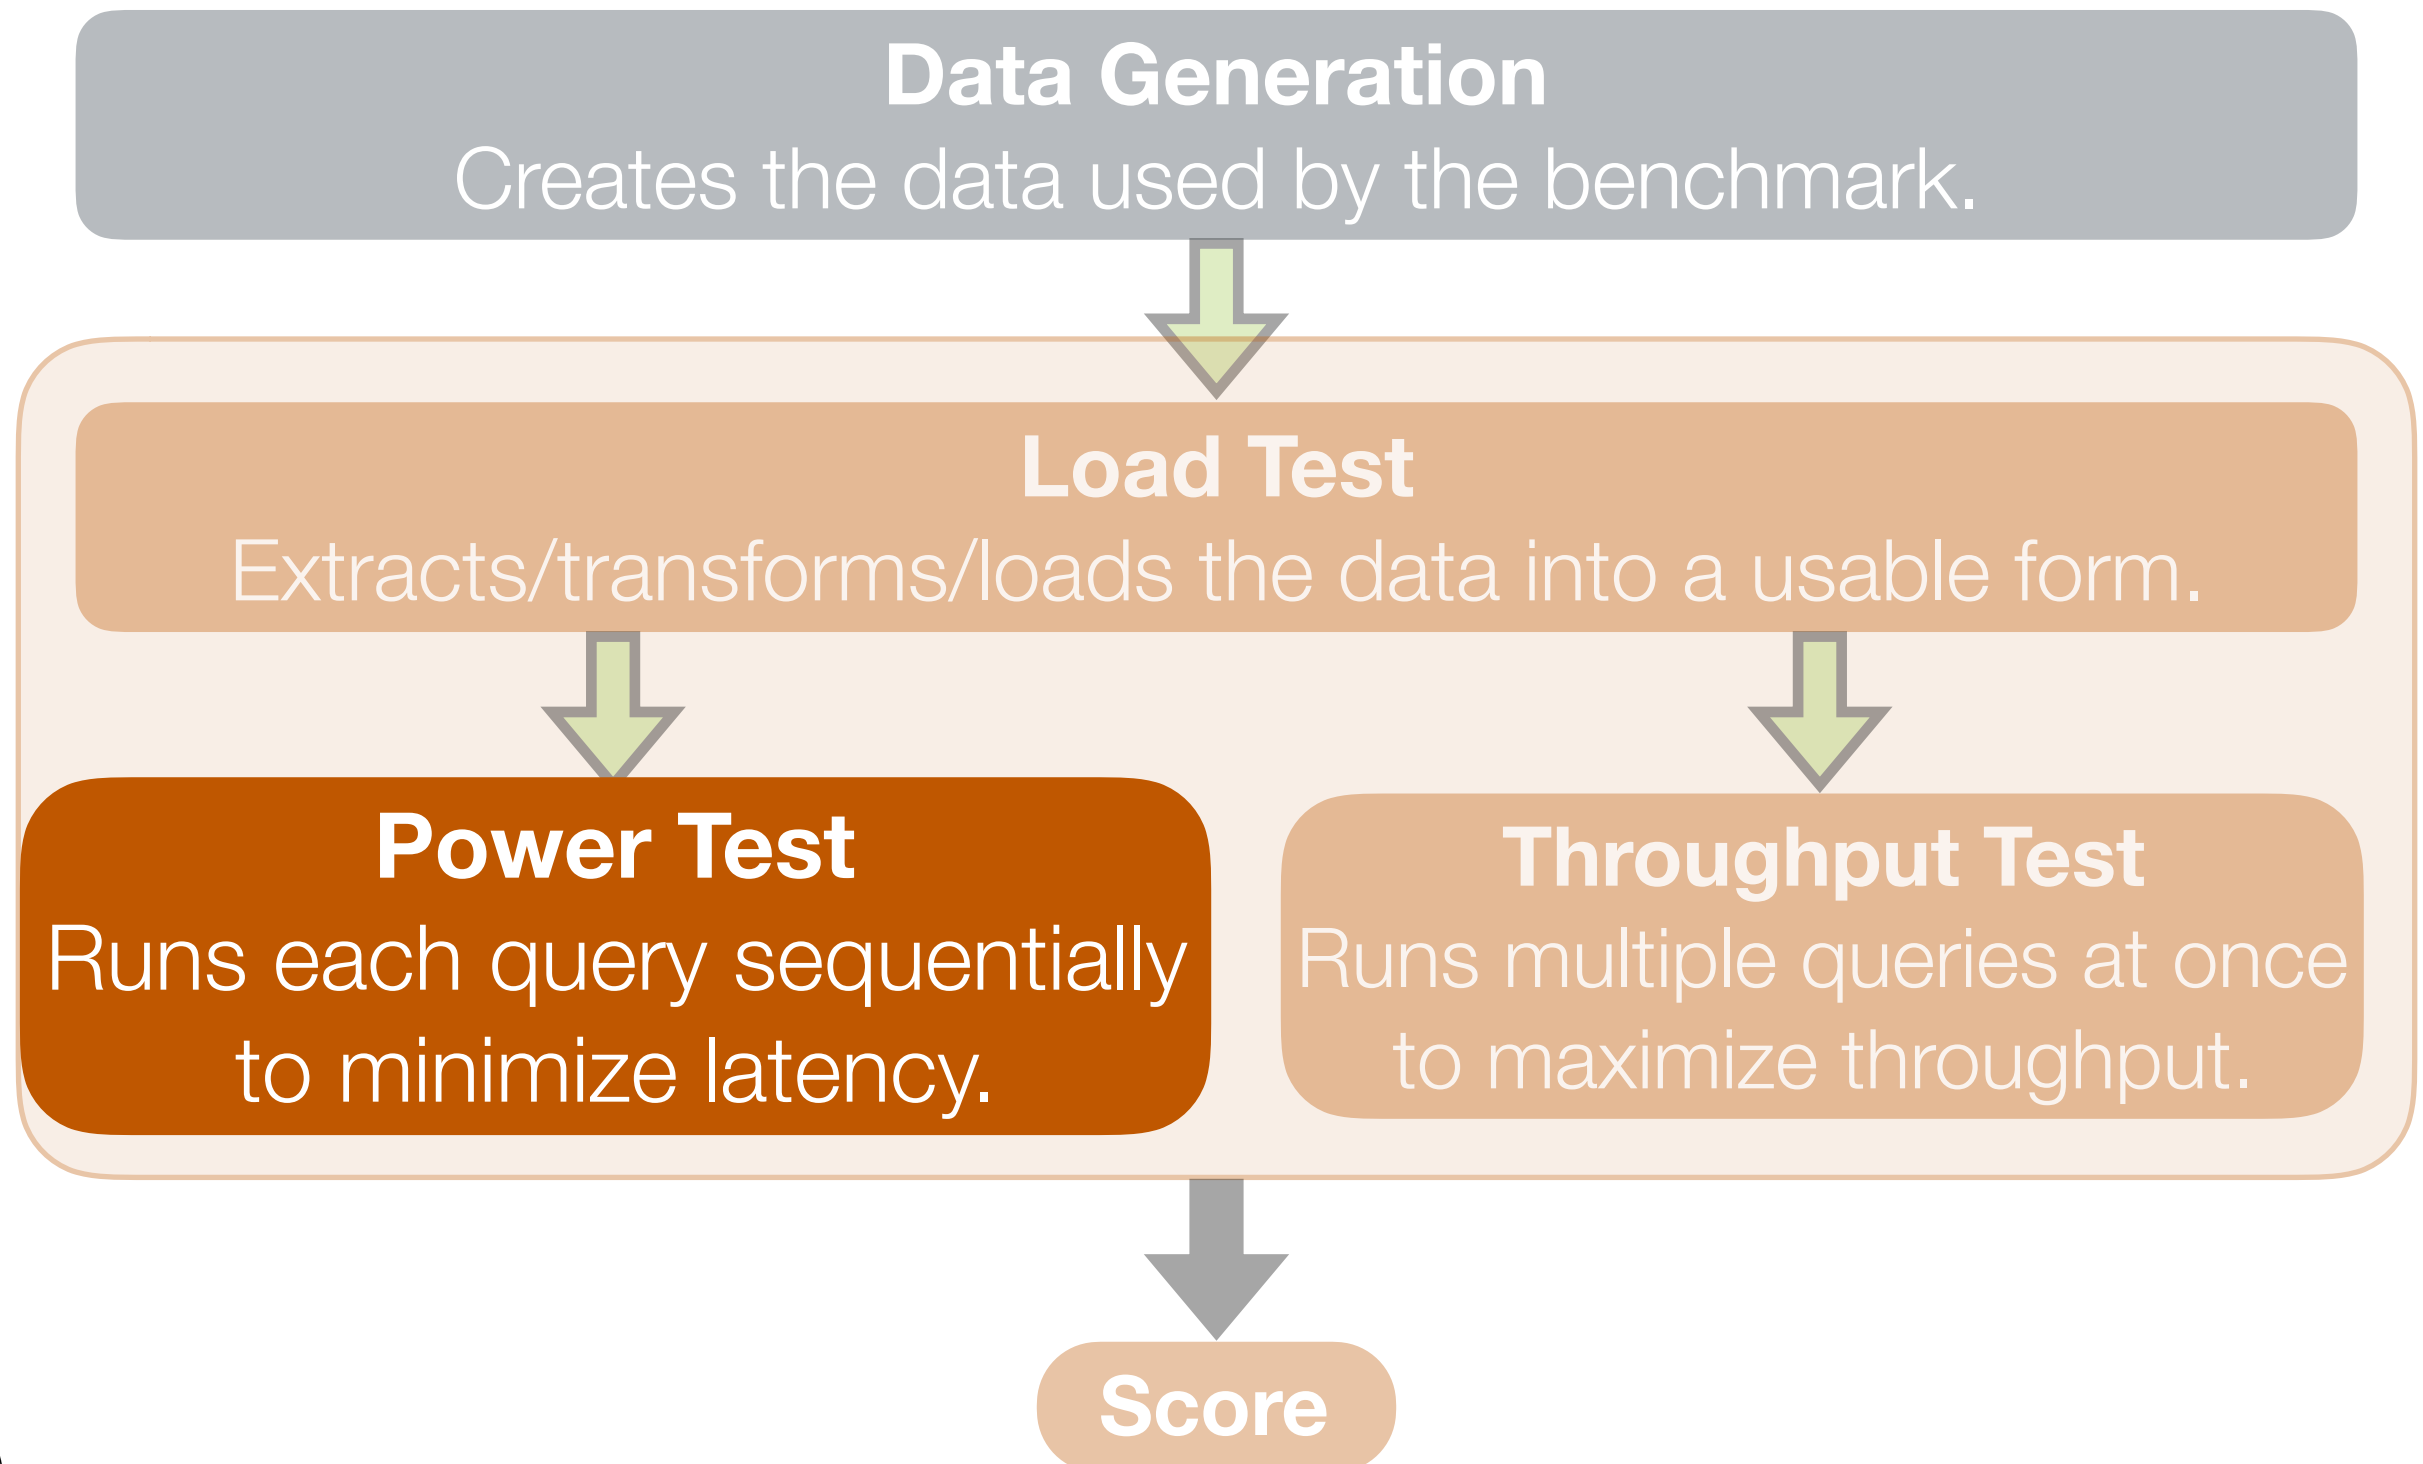 Data Generation
Creates the data used by the benchmark.
Load Test
Extracts/transforms/loads the data into a usable form.
Power Test
Runs each query sequentially
to minimize latency.
Throughput Test
Runs multiple queries at once
to maximize throughput.
Score